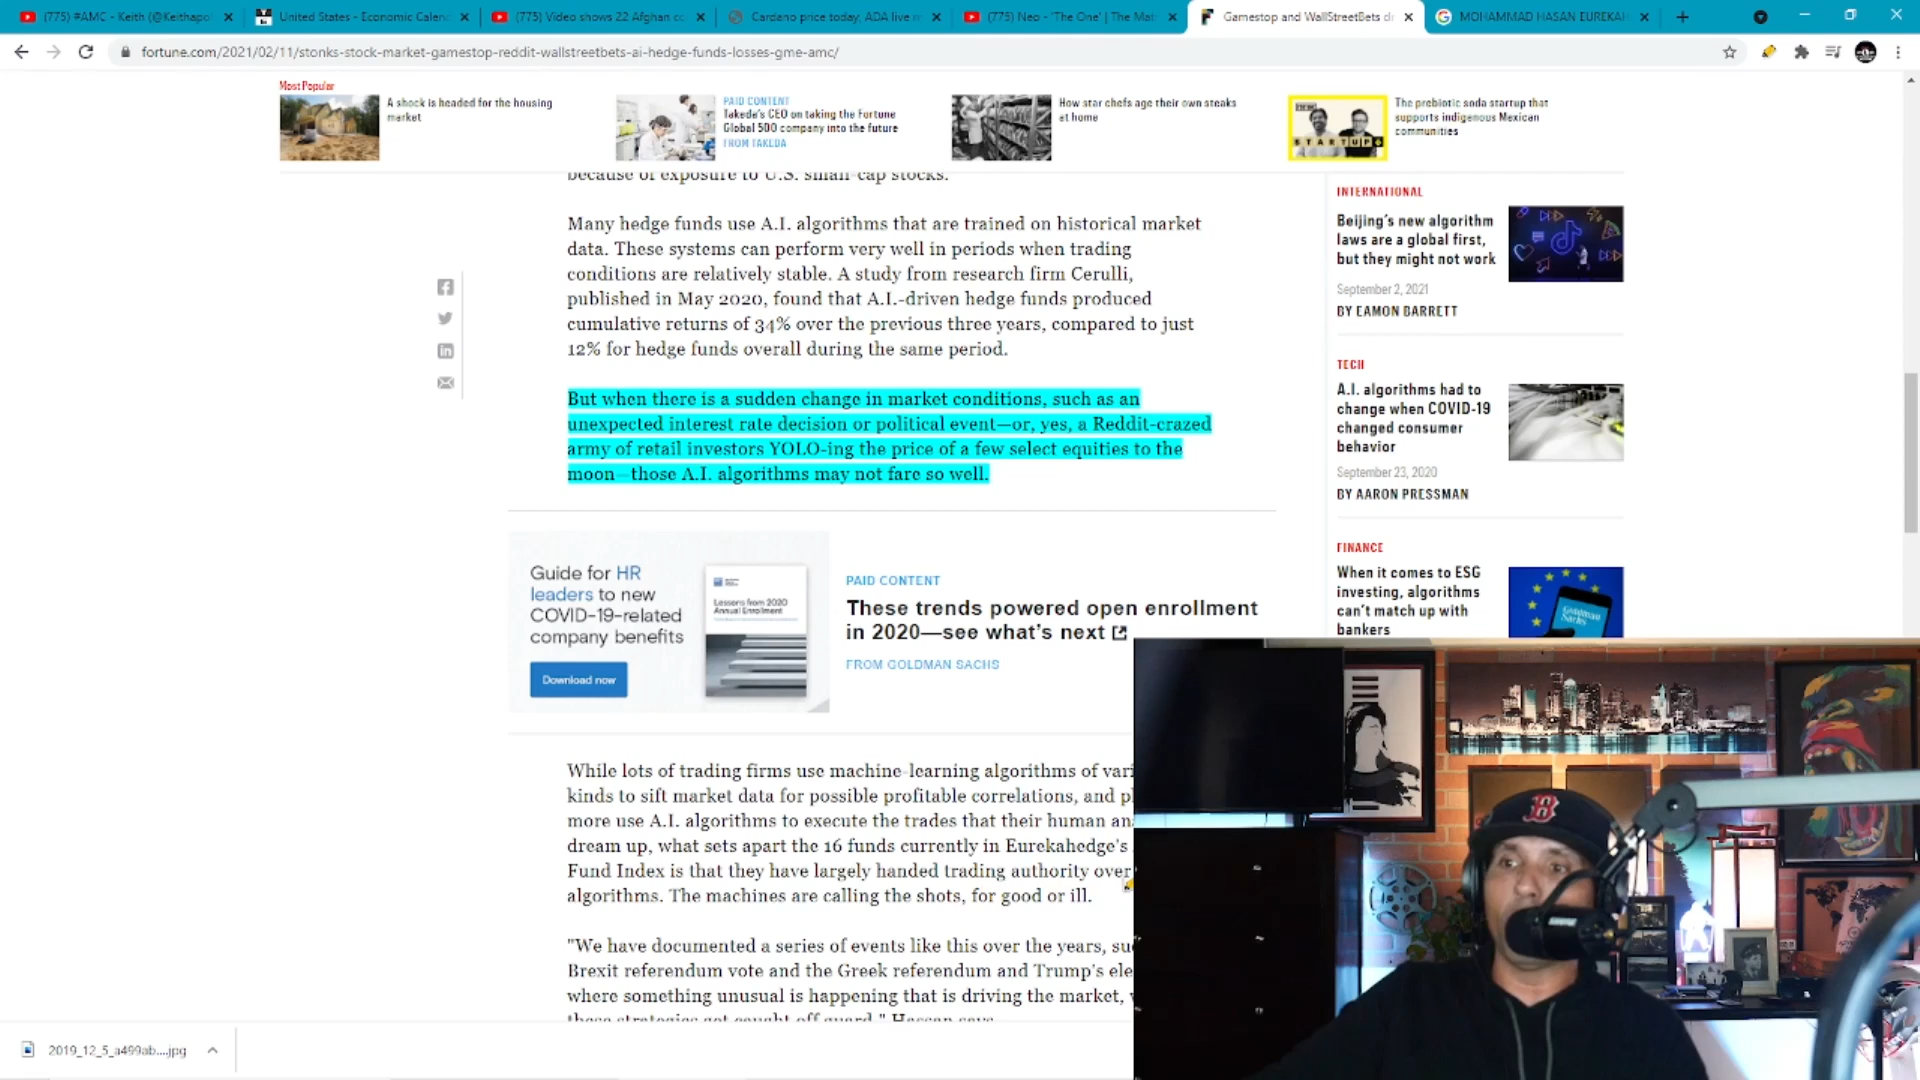 (775) #AMC - Keith (@Keithapo
United States - Economic Calen
(775) Video shows 22 Afghan co
Cardano price today, ADA live m
(775) Neo - 'The One' | The Mat
Gamestop and WallStreetBets dr
MOHAMMAD HASAN EUREKAH
fortune.com/2021/02/11/stonks-stock-market-gamestop-reddit-wallstreetbets-ai-hedge-funds-losses-gme-amc/
Most Popular
A shock is headed for the housing
market
PAID CONTENT
Takeda's CEO on taking the Fortune
Global 500 company into the future
FROM TAKEDA
How star chefs age their own steaks
at home
STARTUP
The prebiotic soda startup that
supports indigenous Mexican
communities
because of exposure to U.S. small-cap stocks.
Many hedge funds use A.I. algorithms that are trained on historical market
data. These systems can perform very well in periods when trading
conditions are relatively stable. A study from research firm Cerulli,
published in May 2020, found that A.I.-driven hedge funds produced
cumulative returns of 34% over the previous three years, compared to just
12% for hedge funds overall during the same period.
But when there is a sudden change in market conditions, such as an
unexpected interest rate decision or political event—or, yes, a Reddit-crazed
army of retail investors YOLO-ing the price of a few select equities to the
moon—those A.I. algorithms may not fare so well.
Guide for HR
leaders to new
COVID-19-related
company benefits
Download now
Lessons from 2020
Annual Enrollment
PAID CONTENT
These trends powered open enrollment
in 2020—see what's next
FROM GOLDMAN SACHS
While lots of trading firms use machine-learning algorithms of vari
kinds to sift market data for possible profitable correlations, and pl
more use A.I. algorithms to execute the trades that their human an
dream up, what sets apart the 16 funds currently in Eurekahedge's
Fund Index is that they have largely handed trading authority over
algorithms. The machines are calling the shots, for good or ill.
"We have documented a series of events like this over the years, su
Brexit referendum vote and the Greek referendum and Trump's ele
where something unusual is happening that is driving the market, w
these strategies get caught off guard," Hassan says.
INTERNATIONAL
Beijing's new algorithm
laws are a global first,
but they might not work
September 2, 2021
BY EAMON BARRETT
TECH
A.I. algorithms had to
change when COVID-19
changed consumer
behavior
September 23, 2020
BY AARON PRESSMAN
FINANCE
When it comes to ESG
investing, algorithms
can't match up with
bankers
Goldman
Sachs
B
2019_12_5_a499ab....jpg